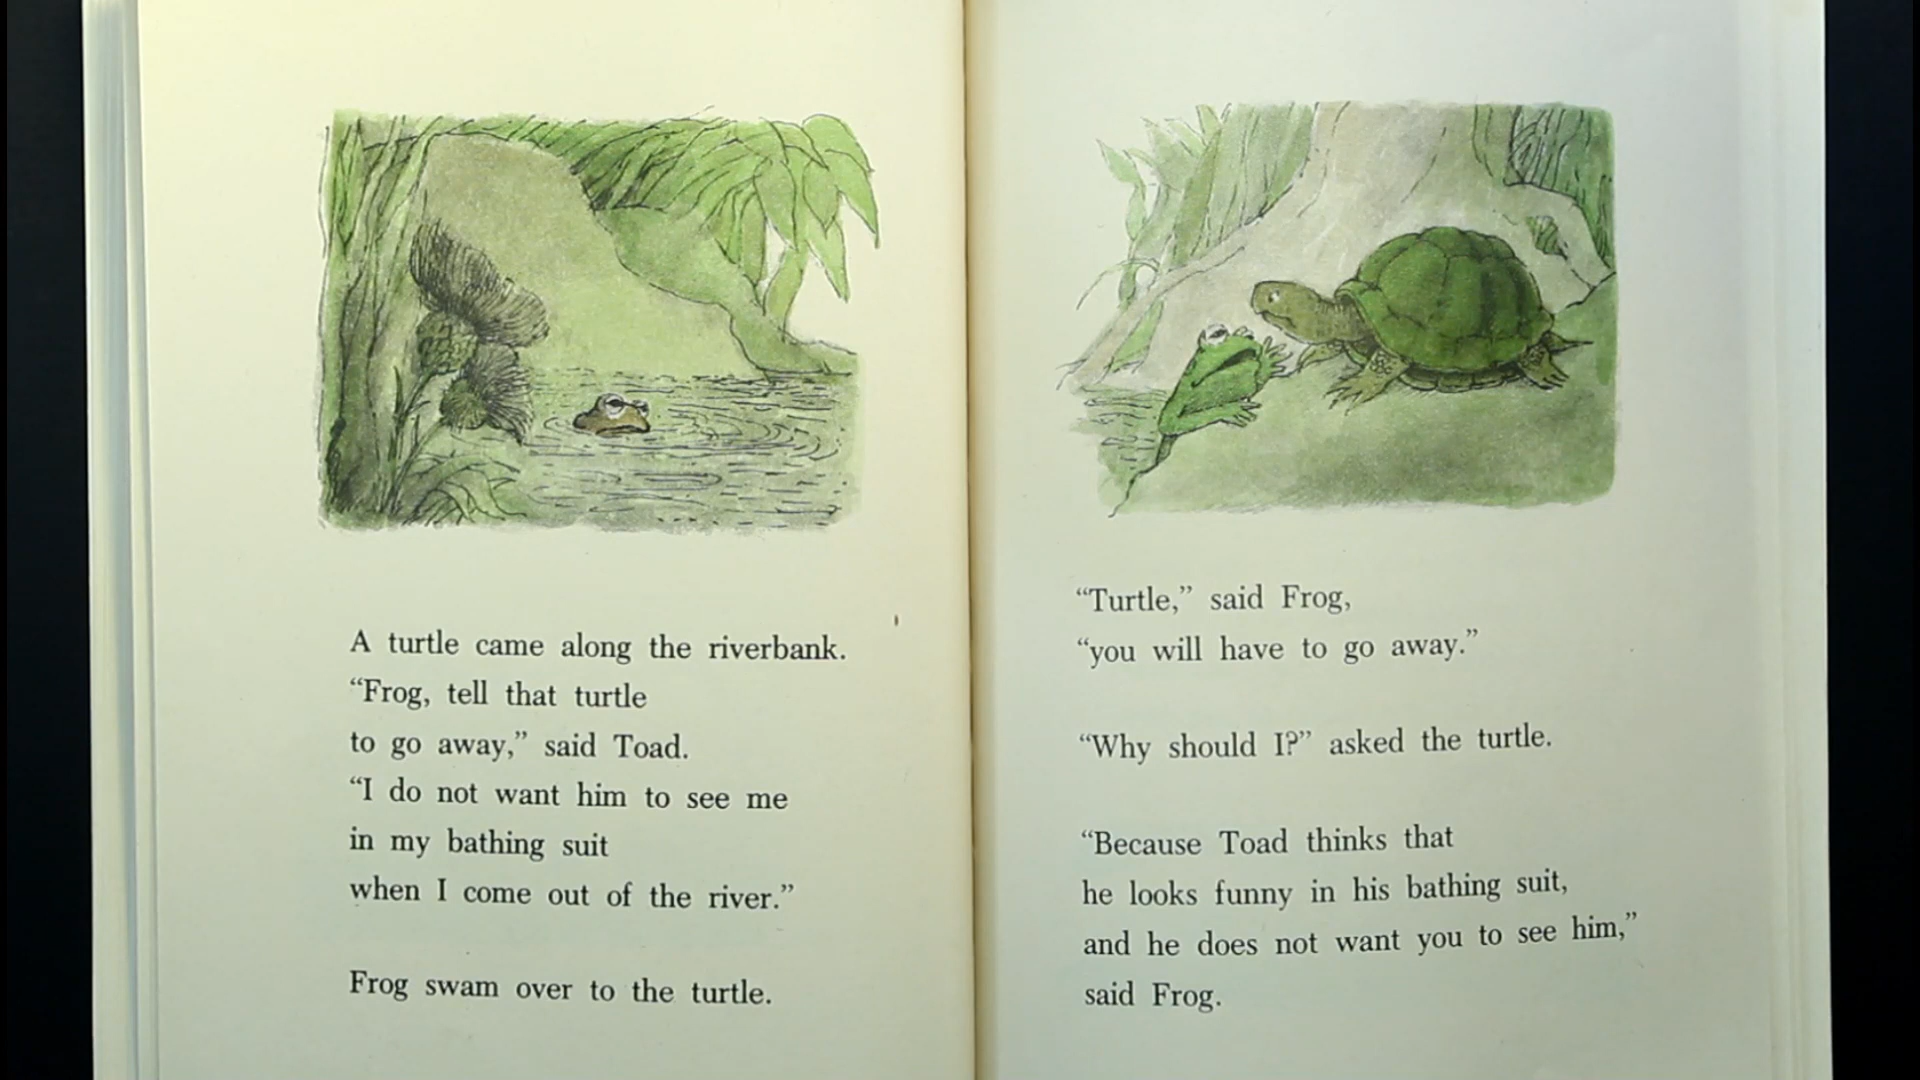 A turtle came along the riverbank.
“Frog, tell that turtle
to go away,” said Toad.
“I do not want him to see me
in my bathing suit
when I come out of the river.”
Frog swam over to the turtle.
“Turtle,” said Frog,
“you will have to go away.”
“Why should I?” asked the turtle.
“Because Toad thinks that
he looks funny in his bathing suit,
and he does not want you to see him,”
said Frog.